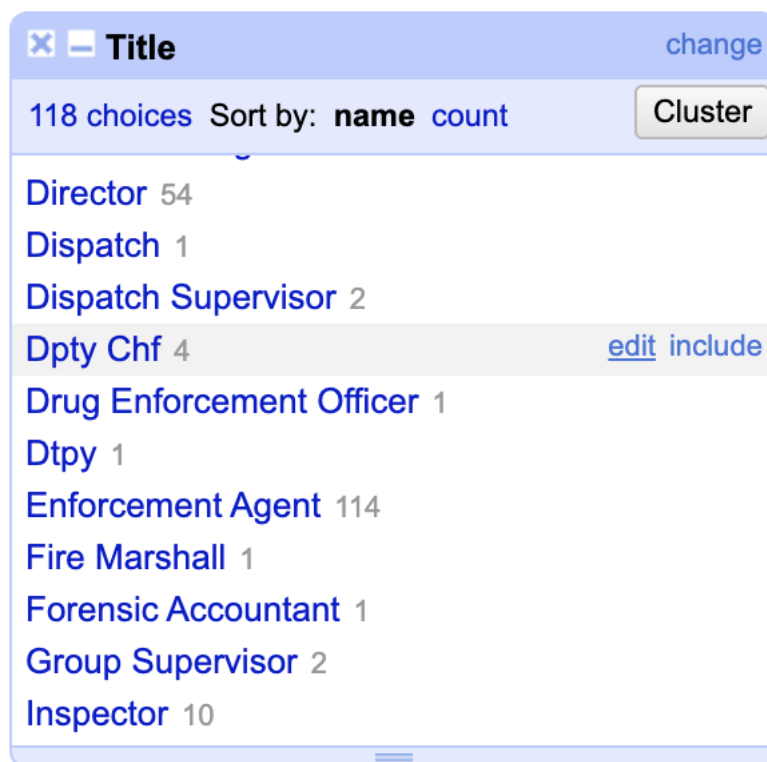 Title change
118 choices Sort by: name count Cluster
Director 54
Dispatch 1
Dispatch Supervisor 2
Dpty Chf 4 edit include
Drug Enforcement Officer 1
Dtpy 1
Enforcement Agent 114
Fire Marshall 1
Forensic Accountant 1
Group Supervisor 2
Inspector 10